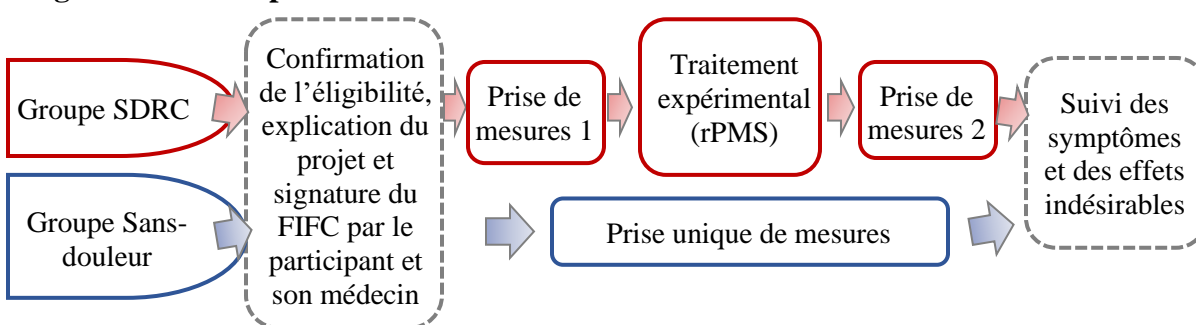 Groupe SDRC
Groupe Sans-
douleur
Confirmation
de l'éligibilité,
explication du
projet et
signature du
FIFC par le
participant et
son médecin
Prise de
mesures 1
Traitement
expérimental
(rPMS)
Prise de
mesures 2
Prise unique de mesures
Suivi des
symptômes
et des effets
indésirables